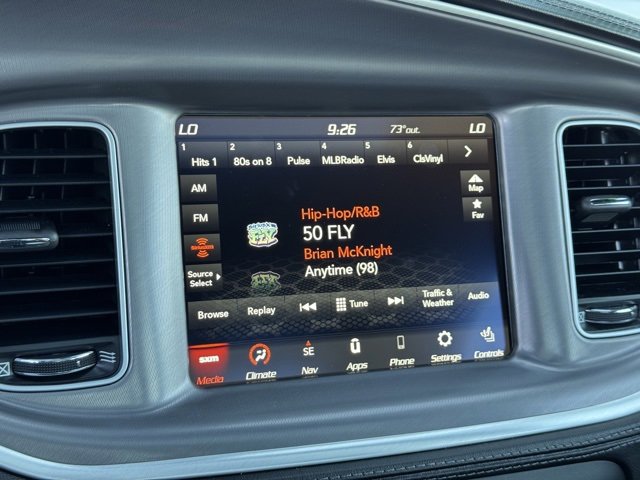 LO 9:26 73°out. LO
1 Hits 1 2 80s on 8 3 Pulse 4 MLBRadio 5 Elvis 6 ClsVinyl
AM
FM
SiriusXM
Source
Select
Map
Fav
FLY
Hip-Hop/R&B
50 FLY
Brian McKnight
Anytime (98)
Browse Replay Tune Traffic &
Weather Audio
SXM SE
Media Climate Nav Apps Phone Settings Controls